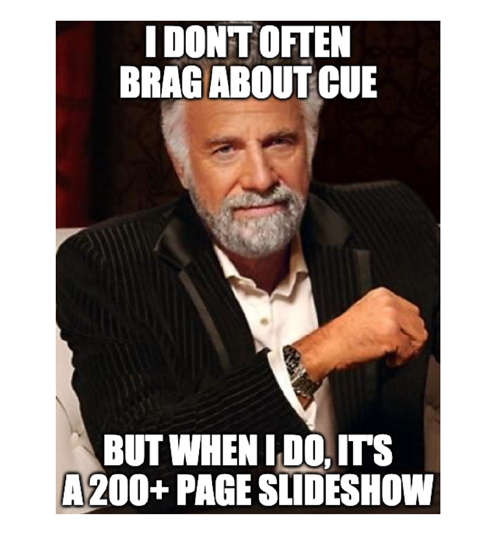 I DON'T OFTEN
BRAG ABOUT CUE
BUT WHEN I DO, IT'S
A 200+ PAGE SLIDESHOW